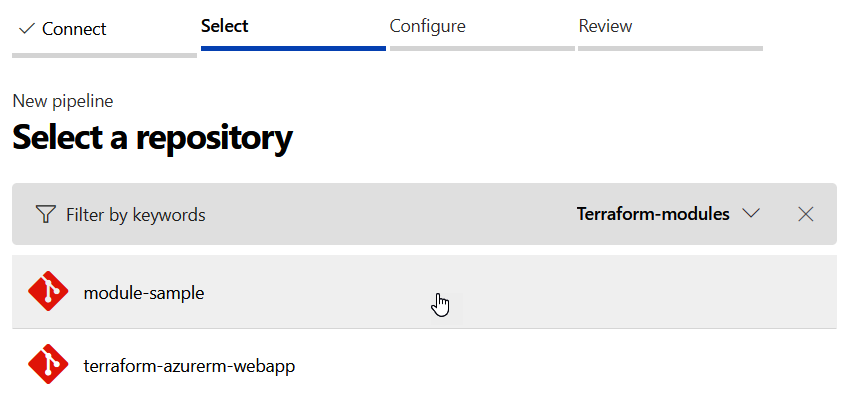 Connect Select Configure Review
New pipeline
Select a repository
Filter by keywords Terraform-modules
module-sample
terraform-azurerm-webapp